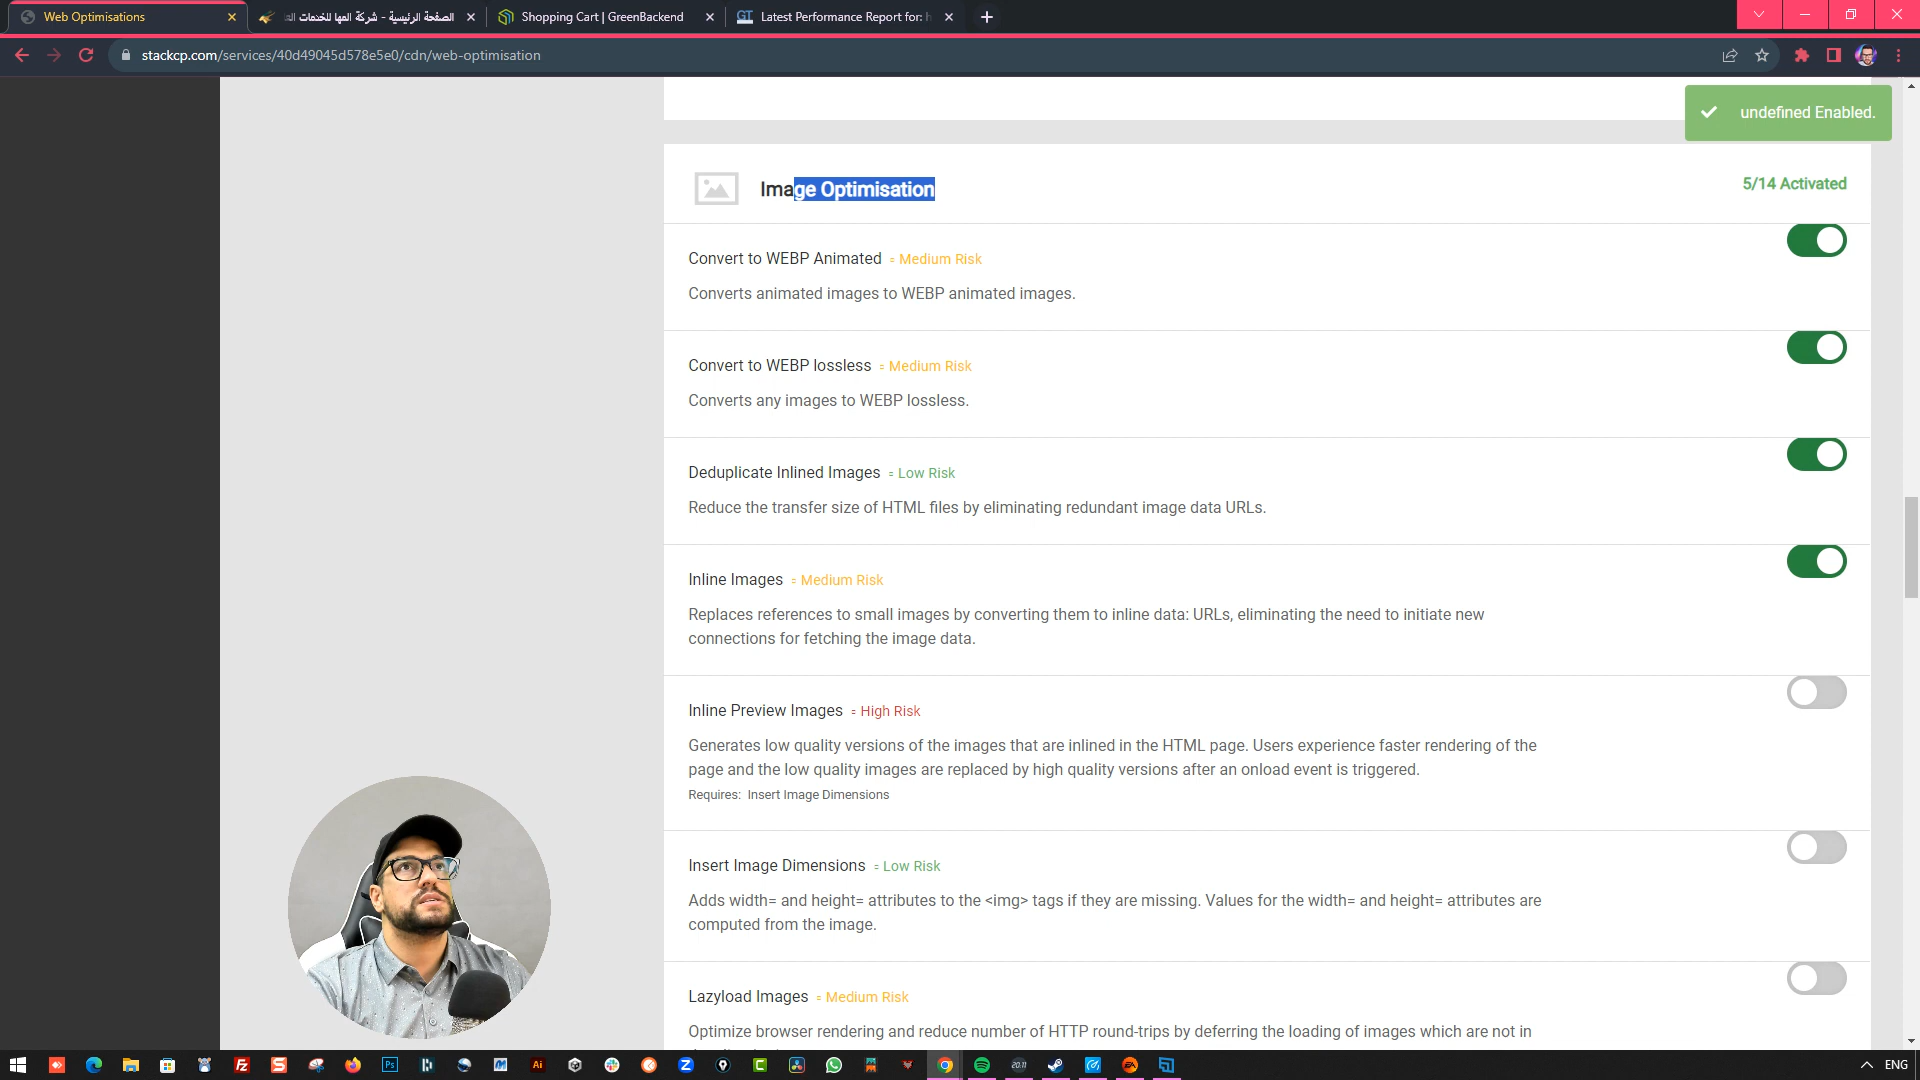 Web Optimisations
الصفحة الرئيسية - شركة المها للخدمات الت
Shopping Cart | GreenBackend
GT
Latest Performance Report for: h
stackcp.com/services/40d49045d578e5e0/cdn/web-optimisation
undefined Enabled.
Image Optimisation
5/14 Activated
Convert to WEBP Animated = Medium Risk
Converts animated images to WEBP animated images.
Convert to WEBP lossless = Medium Risk
Converts any images to WEBP lossless.
Deduplicate Inlined Images = Low Risk
Reduce the transfer size of HTML files by eliminating redundant image data URLs.
Inline Images = Medium Risk
Replaces references to small images by converting them to inline data: URLs, eliminating the need to initiate new
connections for fetching the image data.
Inline Preview Images = High Risk
Generates low quality versions of the images that are inlined in the HTML page. Users experience faster rendering of the
page and the low quality images are replaced by high quality versions after an onload event is triggered.
Requires: Insert Image Dimensions
Insert Image Dimensions = Low Risk
Adds width= and height= attributes to the <img> tags if they are missing. Values for the width= and height= attributes are
computed from the image.
Lazyload Images = Medium Risk
Optimize browser rendering and reduce number of HTTP round-trips by deferring the loading of images which are not in
Ps
Ai
20.11
ENG